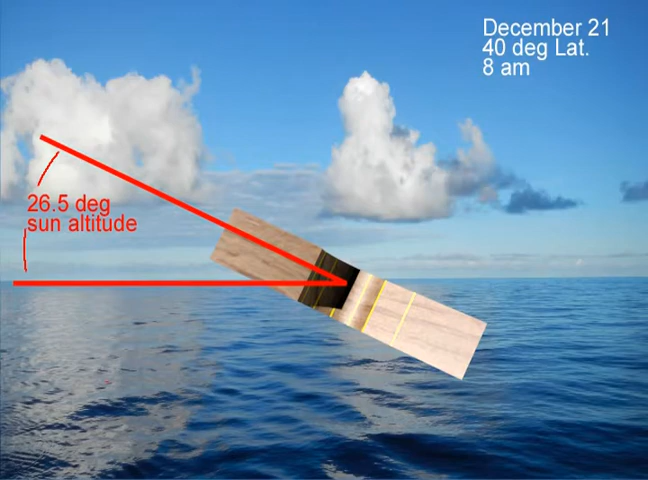 December 21
40 deg Lat.
8 am
26.5 deg
sun altitude